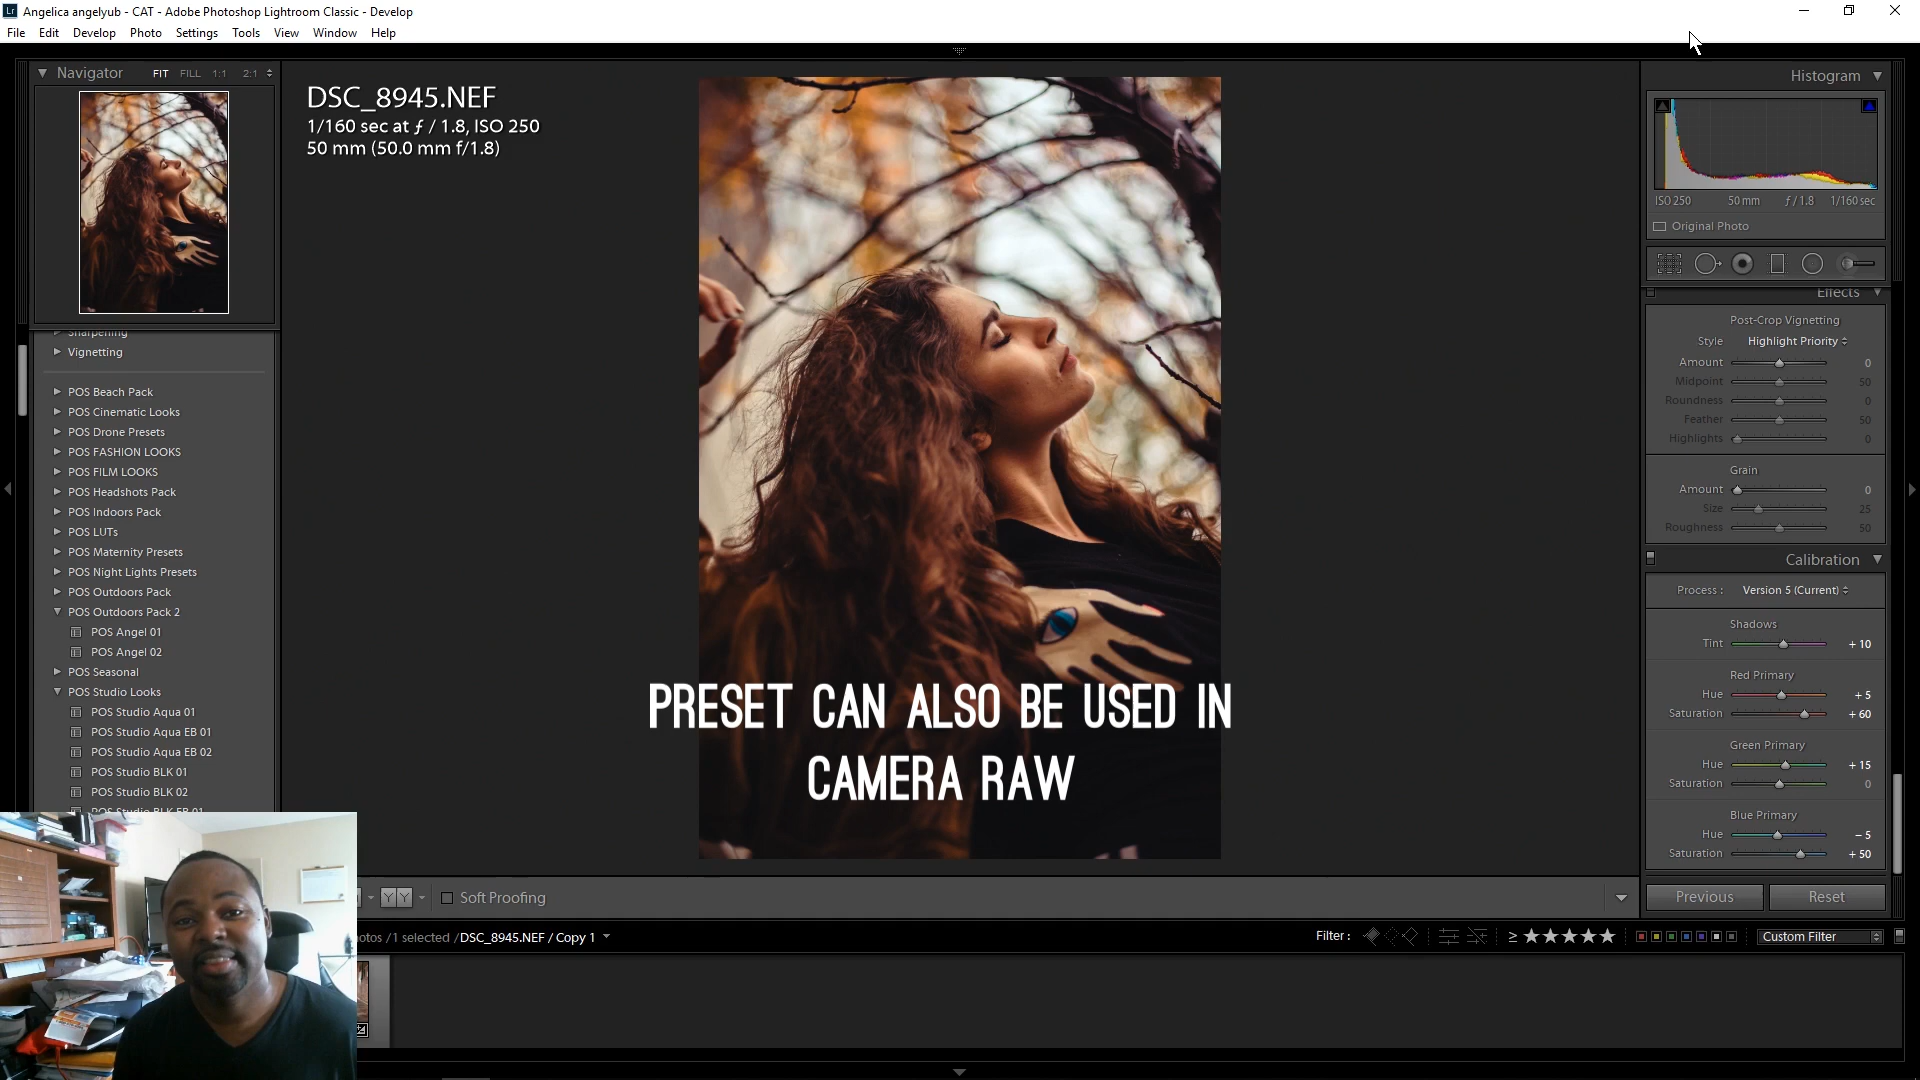 Lr Angelica angelyub - CAT - Adobe Photoshop Lightroom Classic - Develop
File Edit Develop Photo Settings Tools View Window Help
Navigator FIT FILL 1:1 2:1
Sharpening
Vignetting
POS Beach Pack
POS Cinematic Looks
POS Drone Presets
POS FASHION LOOKS
POS FILM LOOKS
POS Headshots Pack
POS Indoors Pack
POS LUTs
POS Maternity Presets
POS Night Lights Presets
POS Outdoors Pack
POS Outdoors Pack 2
POS Angel 01
POS Angel 02
POS Seasonal
POS Studio Looks
POS Studio Aqua 01
POS Studio Aqua EB 01
POS Studio Aqua EB 02
POS Studio BLK 01
POS Studio BLK 02
POS Studio BLK EB 01
DSC_8945.NEF
1/160 sec at ƒ / 1.8, ISO 250
50 mm (50.0 mm f/1.8)
PRESET CAN ALSO BE USED IN
CAMERA RAW
Histogram
ISO 250 50 mm ƒ / 1.8 1/160 sec
Original Photo
Effects
Post-Crop Vignetting
Style Highlight Priority
Amount 0
Midpoint 50
Roundness 0
Feather 50
Highlights 0
Grain
Amount 0
Size 25
Roughness 50
Calibration
Process : Version 5 (Current)
Shadows
Tint + 10
Red Primary
Hue + 5
Saturation + 60
Green Primary
Hue + 15
Saturation 0
Blue Primary
Hue – 5
Saturation + 50
Previous Reset
YY Soft Proofing
otos / 1 selected / DSC_8945.NEF / Copy 1
Filter : ≥ ★★★★★ Custom Filter